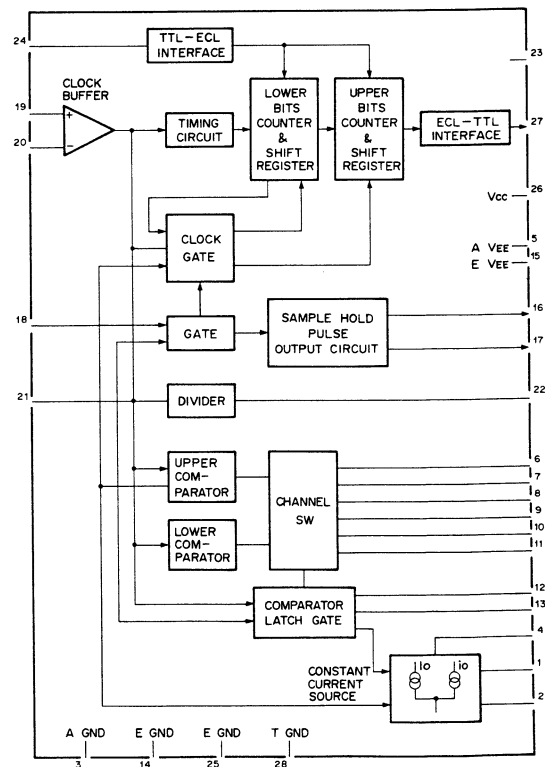 24
TTL-ECL
INTERFACE
23
CLOCK
BUFFER
19
+
20
-
TIMING
CIRCUIT
LOWER
BITS
COUNTER
&
SHIFT
REGISTER
UPPER
BITS
COUNTER
&
SHIFT
REGISTER
ECL-TTL
INTERFACE
27
26
Vcc
5
A VEE
15
E VEE
CLOCK
GATE
18
GATE
SAMPLE HOLD
PULSE
OUTPUT CIRCUIT
16
17
21
DIVIDER
22
UPPER
COM-
PARATOR
LOWER
COM-
PARATOR
CHANNEL
SW
6
7
8
9
10
11
COMPARATOR
LATCH GATE
12
13
4
CONSTANT
CURRENT
SOURCE
Io
io
1
2
A GND
E GND
E GND
T GND
3
14
25
28